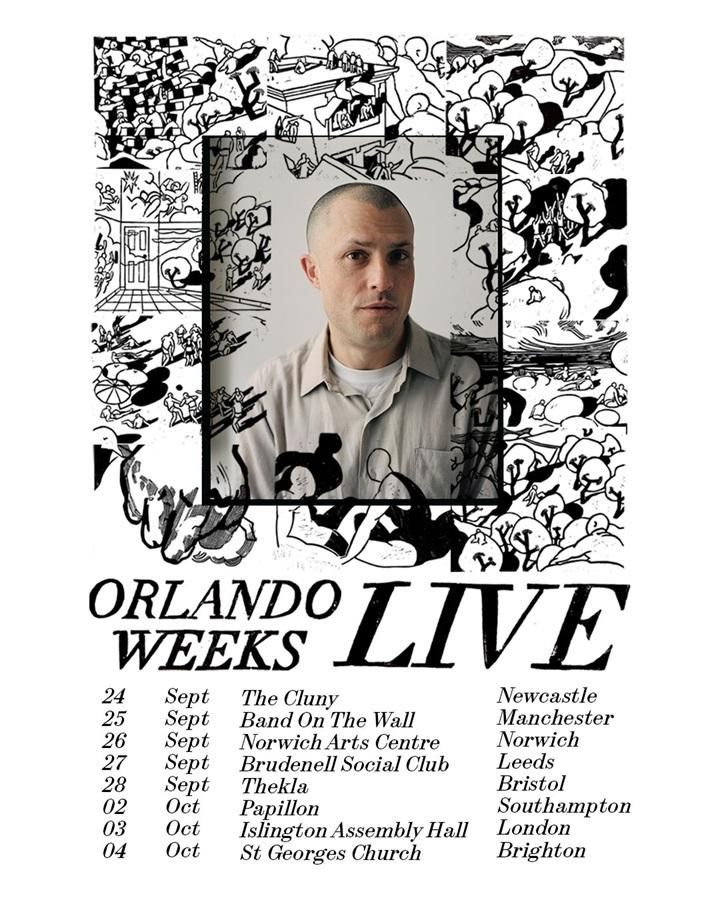 ORLANDO WEEKS LIVE
24 Sept The Cluny Newcastle
25 Sept Band On The Wall Manchester
26 Sept Norwich Arts Centre Norwich
27 Sept Brudenell Social Club Leeds
28 Sept Thekla Bristol
02 Oct Papillon Southampton
03 Oct Islington Assembly Hall London
04 Oct St Georges Church Brighton